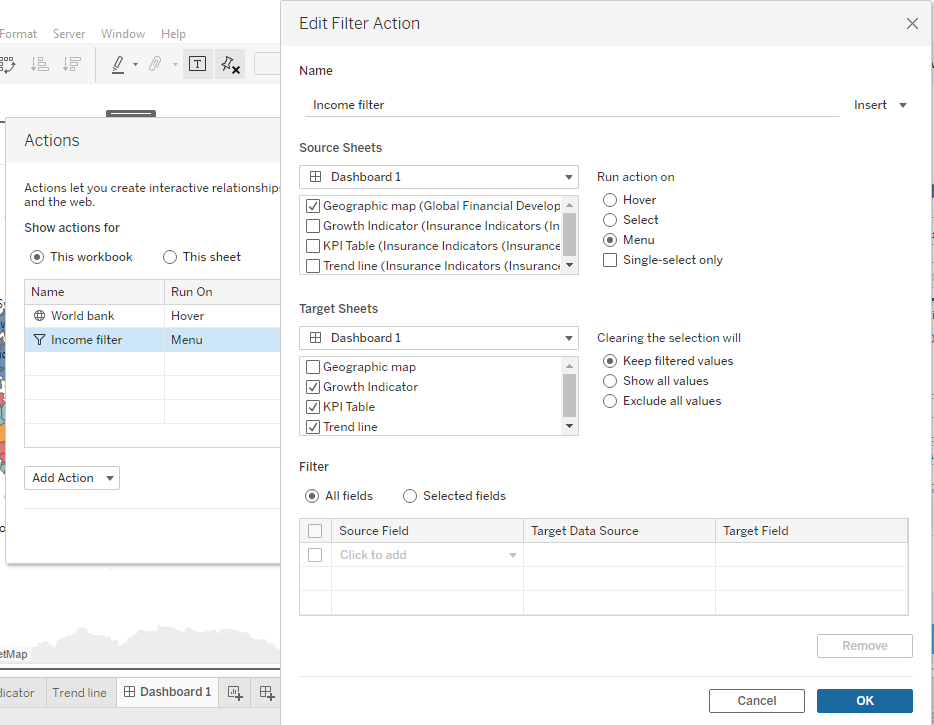 Edit Filter Action
Format Server Window Help
Name
Income filter Insert
Actions
Source Sheets
Dashboard 1 Run action on
Actions let you create interactive relationships
and the web.
Geographic map (Global Financial Develop Hover
Growth Indicator (Insurance Indicators (In Select
Show actions for
KPI Table (Insurance Indicators (Insurance Menu
This workbook This sheet
Trend line (Insurance Indicators (Insurance Single-select only
Name Run On
World bank Hover
Income filter Menu
Target Sheets
Dashboard 1 Clearing the selection will
Geographic map Keep filtered values
Growth Indicator Show all values
KPI Table Exclude all values
Trend line
Filter
Add Action
All fields Selected fields
Source Field Target Data Source Target Field
Click to add
Remove
etMap
dicator Trend line Dashboard 1
Cancel OK